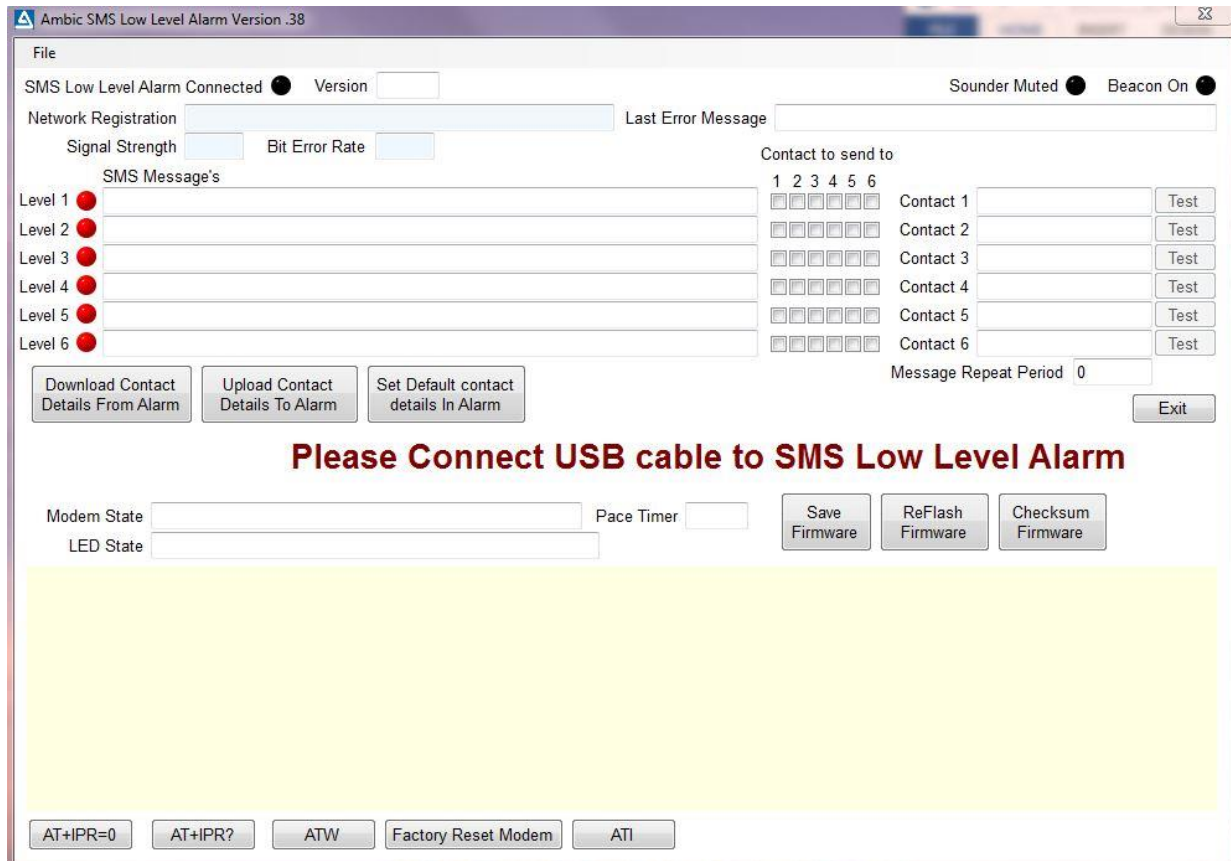 Ambic SMS Low Level Alarm Version .38
File
SMS Low Level Alarm Connected Version Sounder Muted Beacon On
Network Registration Last Error Message
Signal Strength Bit Error Rate
Contact to send to
SMS Message's
1 2 3 4 5 6
Level 1 Contact 1 Test
Level 2 Contact 2 Test
Level 3 Contact 3 Test
Level 4 Contact 4 Test
Level 5 Contact 5 Test
Level 6 Contact 6 Test
Message Repeat Period 0
Download Contact
Details From Alarm
Upload Contact
Details To Alarm
Set Default contact
details In Alarm
Exit
Please Connect USB cable to SMS Low Level Alarm
Modem State Pace Timer
LED State
Save
Firmware
ReFlash
Firmware
Checksum
Firmware
AT+IPR=0 AT+IPR? ATW Factory Reset Modem ATI